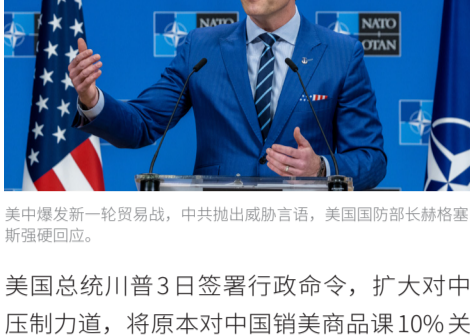 NATO
OTAN
NATO
OTAN
美中爆发新一轮贸易战，中共抛出威胁言语，美国国防部长赫格塞
斯强硬回应。
美国总统川普3日签署行政命令，扩大对中
压制力道，将原本对中国销美商品课10%关